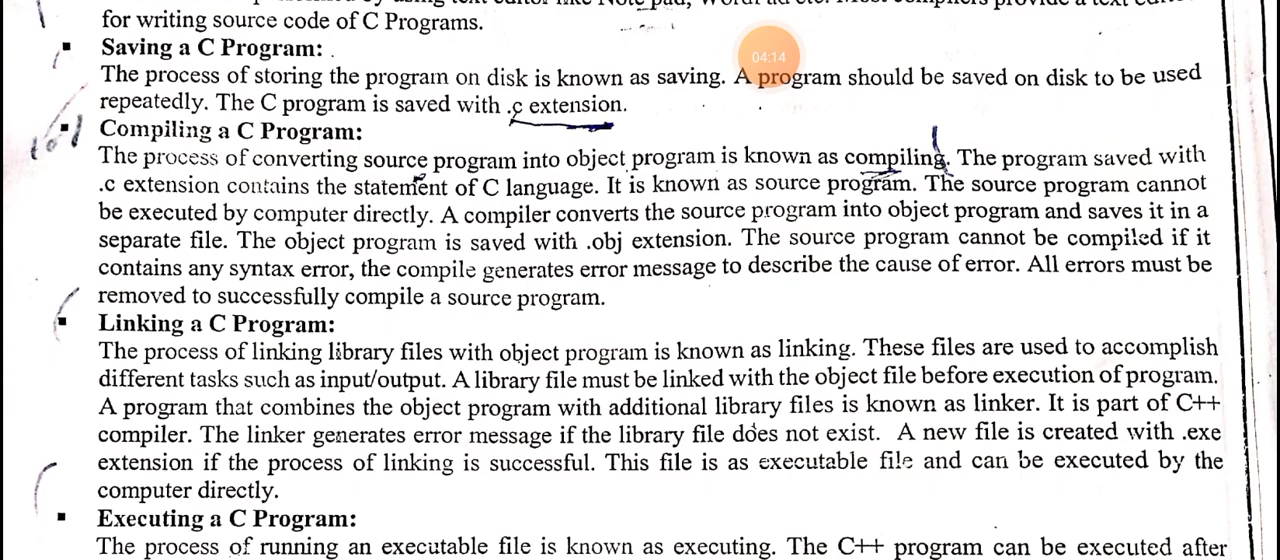 for writing source code of C Programs.
▪ Saving a C Program:
04:14
The process of storing the program on disk is known as saving. A program should be saved on disk to be used
repeatedly. The C program is saved with .c extension.
▪ Compiling a C Program:
The process of converting source program into object program is known as compiling. The program saved with
.c extension contains the statement of C language. It is known as source program. The source program cannot
be executed by computer directly. A compiler converts the source program into object program and saves it in a
separate file. The object program is saved with .obj extension. The source program cannot be compiled if it
contains any syntax error, the compile generates error message to describe the cause of error. All errors must be
removed to successfully compile a source program.
▪ Linking a C Program:
The process of linking library files with object program is known as linking. These files are used to accomplish
different tasks such as input/output. A library file must be linked with the object file before execution of program.
A program that combines the object program with additional library files is known as linker. It is part of C++
compiler. The linker generates error message if the library file does not exist. A new file is created with .exe
extension if the process of linking is successful. This file is as executable file and can be executed by the
computer directly.
▪ Executing a C Program:
The process of running an executable file is known as executing. The C++ program can be executed after